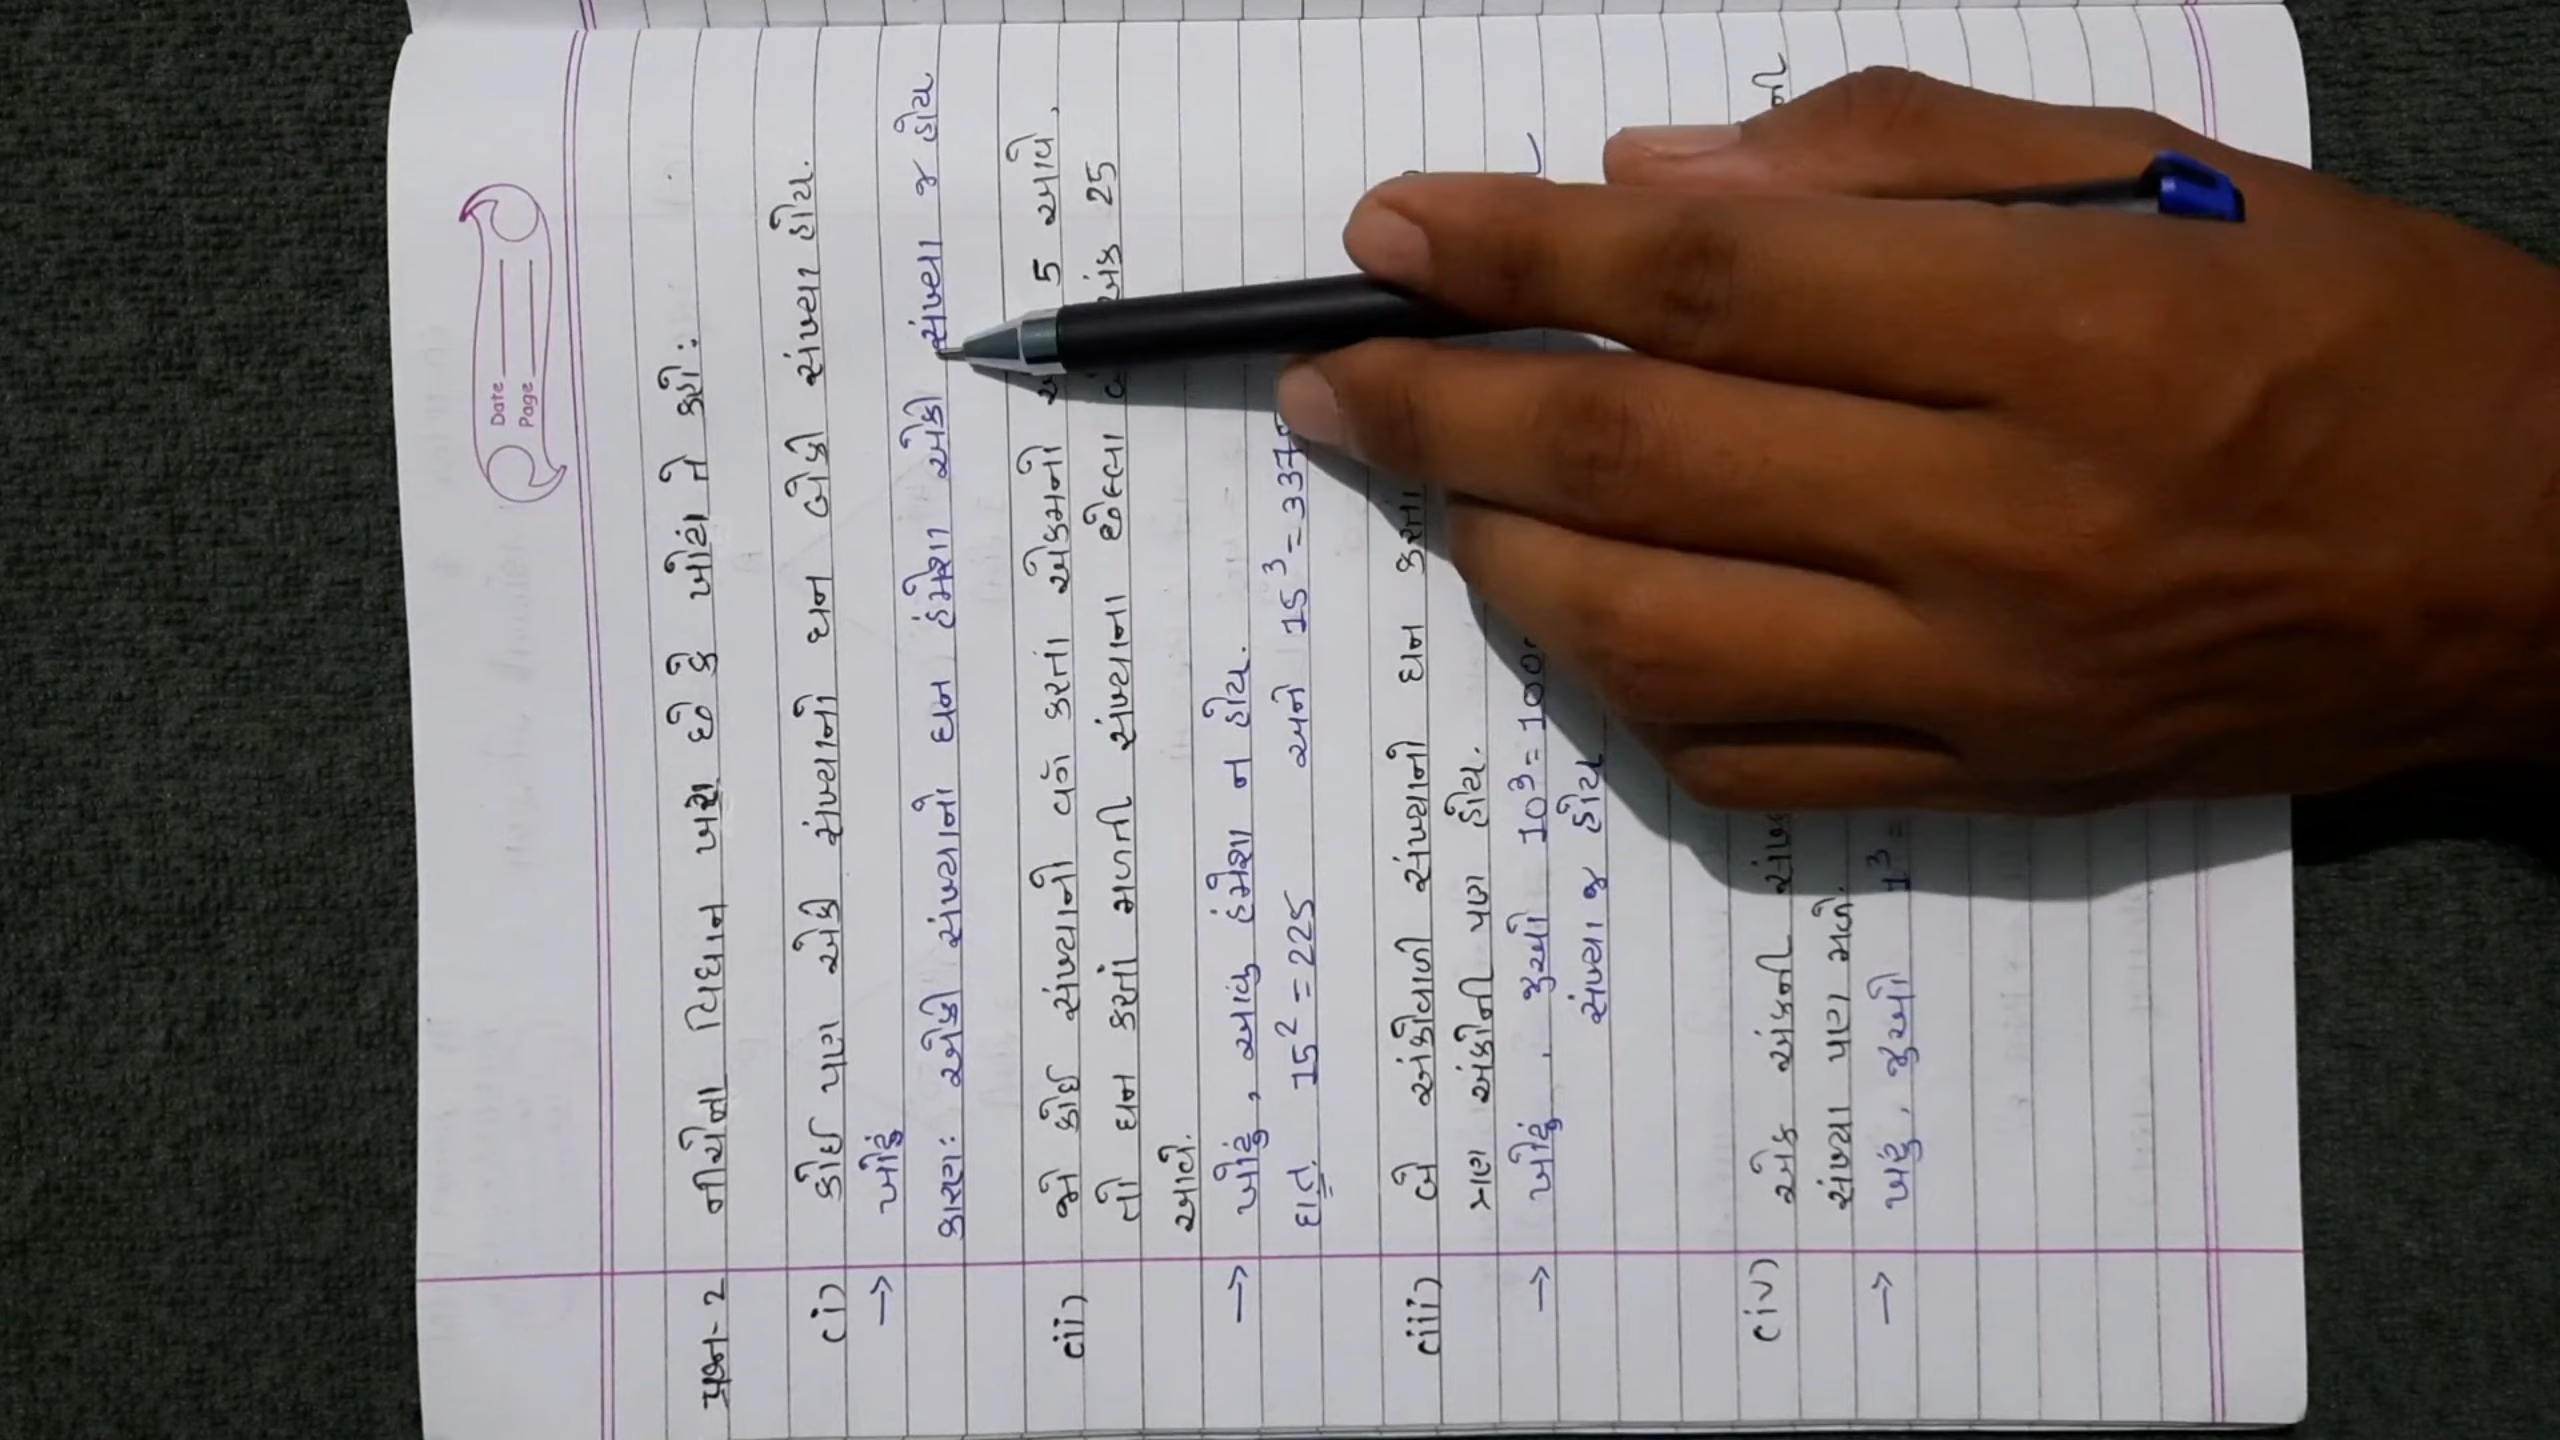 Date
Page
પ્રશ્ન-2 નીચેના વિધાન ખરા છે કે ખોટાં તે કહો:
(i) કોઈ પણ એકી સંખ્યાનો ઘન બેકી સંખ્યા હોય.
→ ખોટું
કારણ: એકી સંખ્યાનો ઘન હંમેશા એકી સંખ્યા જ હોય
(ii) જો કોઈ સંખ્યાનો વર્ગ કરતાં એકમનો 5 આવે,
તો ઘન કરતાં મળતી સંખ્યાના છેલ્લા અંક 25
આવે.
→ ખોટું, આવું હંમેશા ન હોય.
દા.ત. 15² = 225 અને 15³ = 337
(iii) બે અંકોવાળી સંખ્યાનો ઘન કરતાં
ત્રણ અંકોની પણ હોય.
→ ખોટું, જુઓ 10³ = 100
સંખ્યા જ હોય
(iv) એક અંકની ની
સંખ્યા પણ મળે.
→ ખરું, જુઓ 1³ =